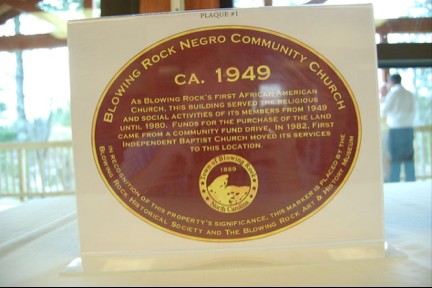 PLAQUE #1
BLOWING ROCK NEGRO COMMUNITY CHURCH
CA. 1949
AS BLOWING ROCK'S FIRST AFRICAN AMERICAN
CHURCH, THIS BUILDING SERVED THE RELIGIOUS
AND SOCIAL ACTIVITIES OF ITS MEMBERS FROM 1949
UNTIL 1980. FUNDS FOR THE PURCHASE OF THE LAND
CAME FROM A COMMUNITY FUND DRIVE. IN 1982, FIRST
INDEPENDENT BAPTIST CHURCH MOVED ITS SERVICES
TO THIS LOCATION.
Town of Blowing Rock
1889
North Carolina
IN RECOGNITION OF THIS PROPERTY'S SIGNIFICANCE, THIS MARKER IS PLACED BY THE
BLOWING ROCK HISTORICAL SOCIETY AND THE BLOWING ROCK ART & HISTORY MUSEUM